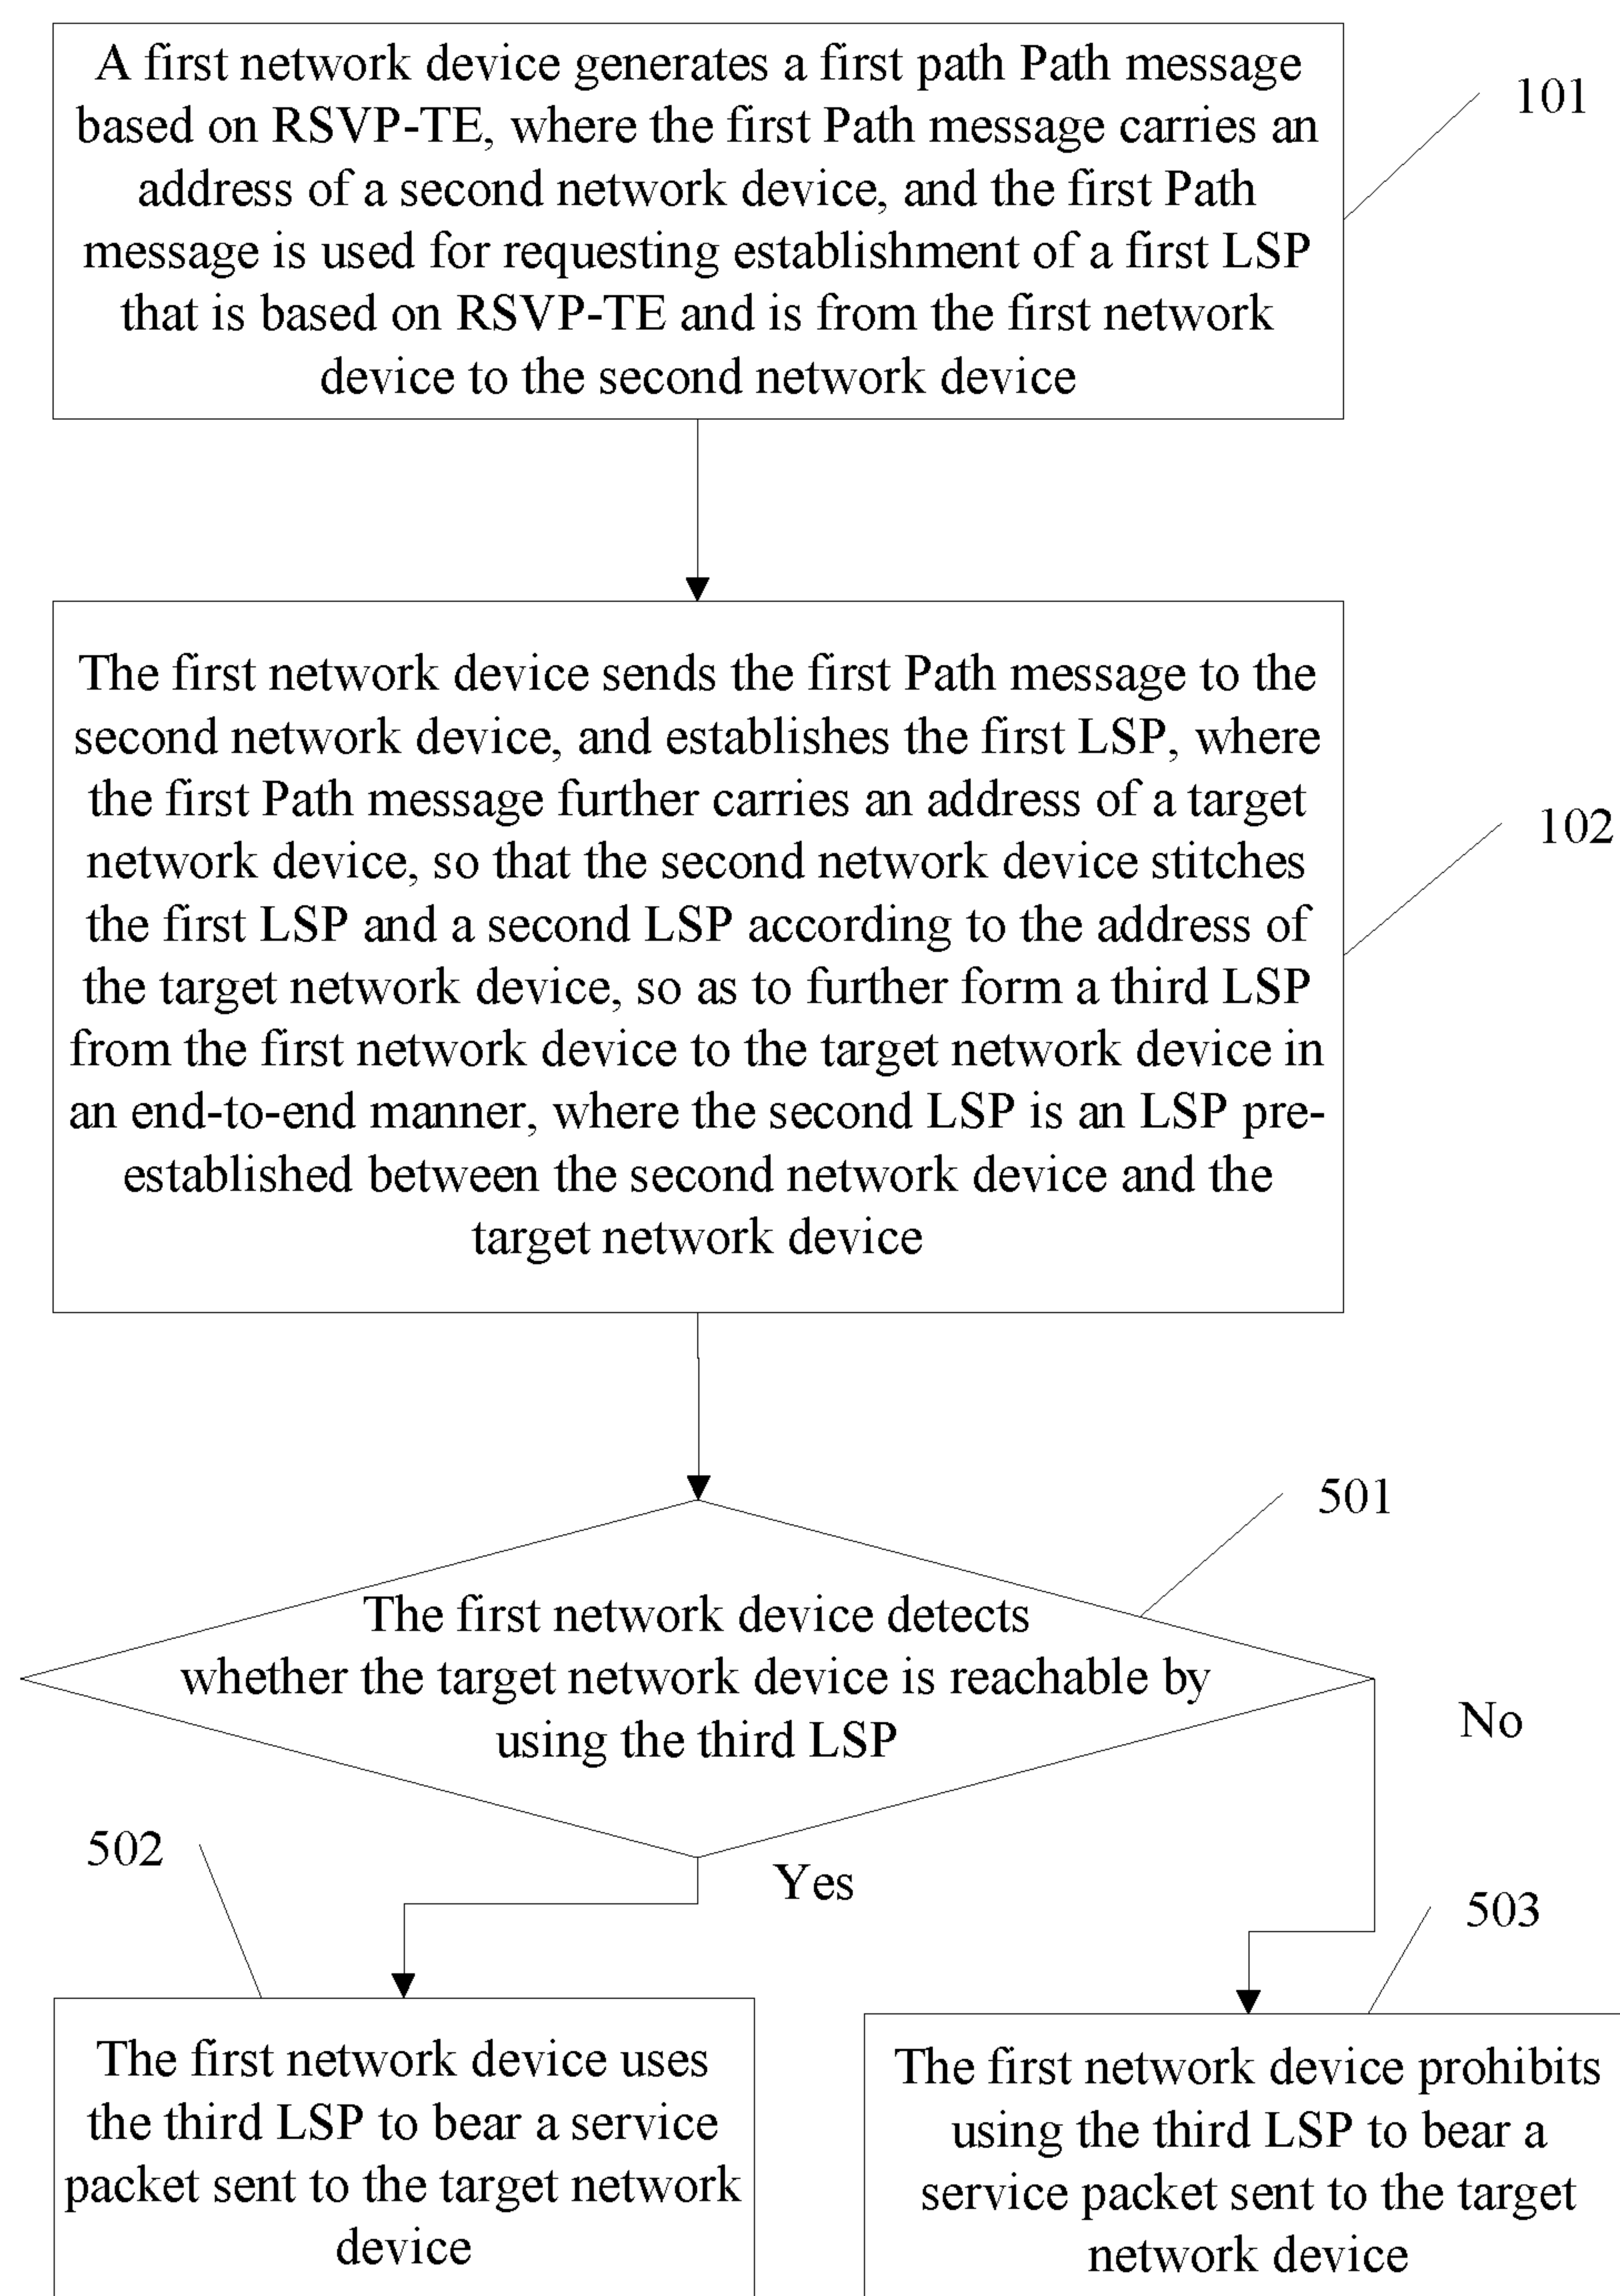 A first network device generates a first path Path message
based on RSVP-TE, where the first Path message carries an
address of a second network device, and the first Path
message is used for requesting establishment of a first LSP
that is based on RSVP-TE and is from the first network
device to the second network device
101
The first network device sends the first Path message to the
second network device, and establishes the first LSP, where
the first Path message further carries an address of a target
network device, so that the second network device stitches
the first LSP and a second LSP according to the address of
the target network device, so as to further form a third LSP
from the first network device to the target network device in
an end-to-end manner, where the second LSP is an LSP pre-
established between the second network device and the
target network device
102
501
The first network device detects
whether the target network device is reachable by
using the third LSP
No
Yes
502
The first network device uses
the third LSP to bear a service
packet sent to the target network
device
503
The first network device prohibits
using the third LSP to bear a
service packet sent to the target
network device